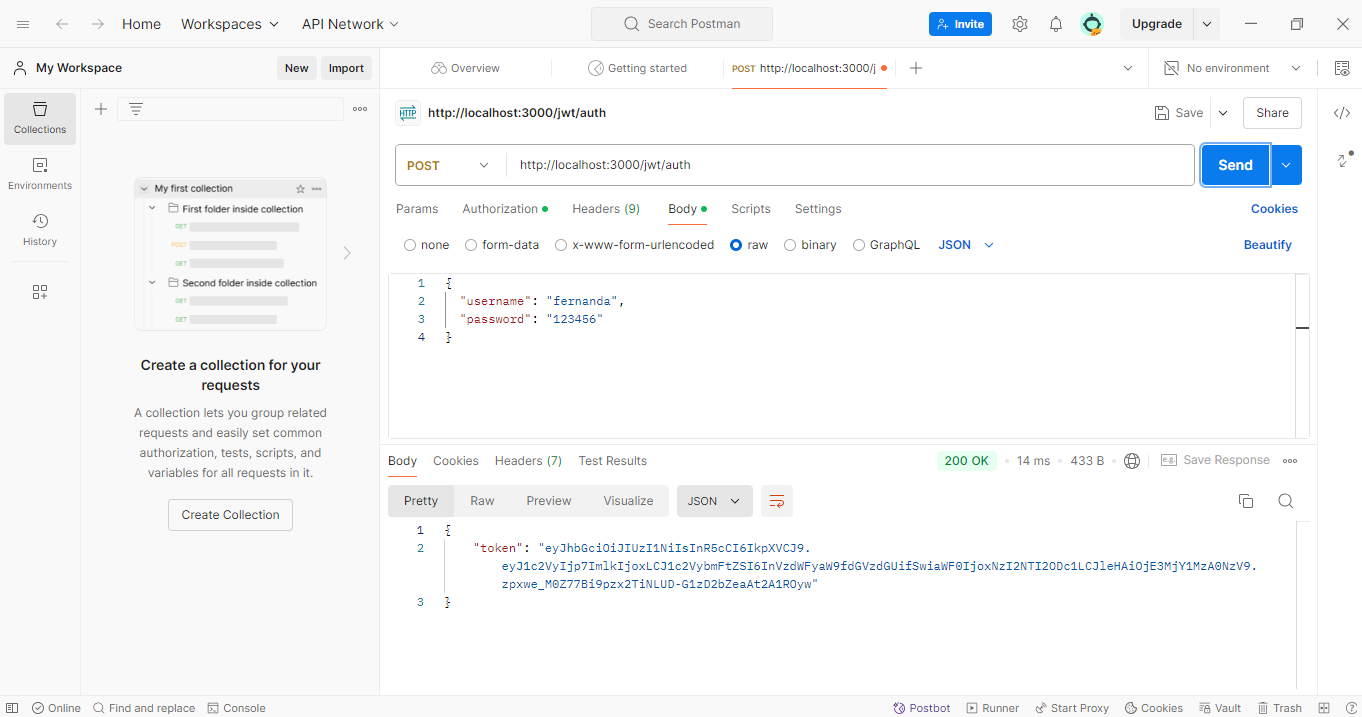 Home Workspaces API Network Search Postman Invite Upgrade
My Workspace New Import Overview Getting started POST http://localhost:3000/j No environment
Collections
Environments
History
My first collection
First folder inside collection
GET
POST
GET
Second folder inside collection
GET
GET
Create a collection for your
requests
A collection lets you group related
requests and easily set common
authorization, tests, scripts, and
variables for all requests in it.
Create Collection
HTTP http://localhost:3000/jwt/auth Save Share
POST http://localhost:3000/jwt/auth Send
Params Authorization Headers (9) Body Scripts Settings Cookies
none form-data x-www-form-urlencoded raw binary GraphQL JSON Beautify
1 {
2 "username": "fernanda",
3 "password": "123456"
4 }
Body Cookies Headers (7) Test Results 200 OK 14 ms 433 B e.g. Save Response
Pretty Raw Preview Visualize JSON
1 {
2 "token": "eyJhbGciOiJIUzI1NiIsInR5cCI6IkpXVCJ9.
eyJ1c2VyIjp7ImlkIjoxLCJ1c2VybmFtZSI6InVzdWFyaW9fdGVzdGUifSwiaWF0IjoxNzI2NTI2ODc1LCJleHAiOjE3MjY1MzA0NzV9.
zpxwe_M0Z77Bi9pzx2TiNLUD-G1zD2bZeaAt2A1ROyw"
3 }
Online Find and replace Console Postbot Runner Start Proxy Cookies Vault Trash